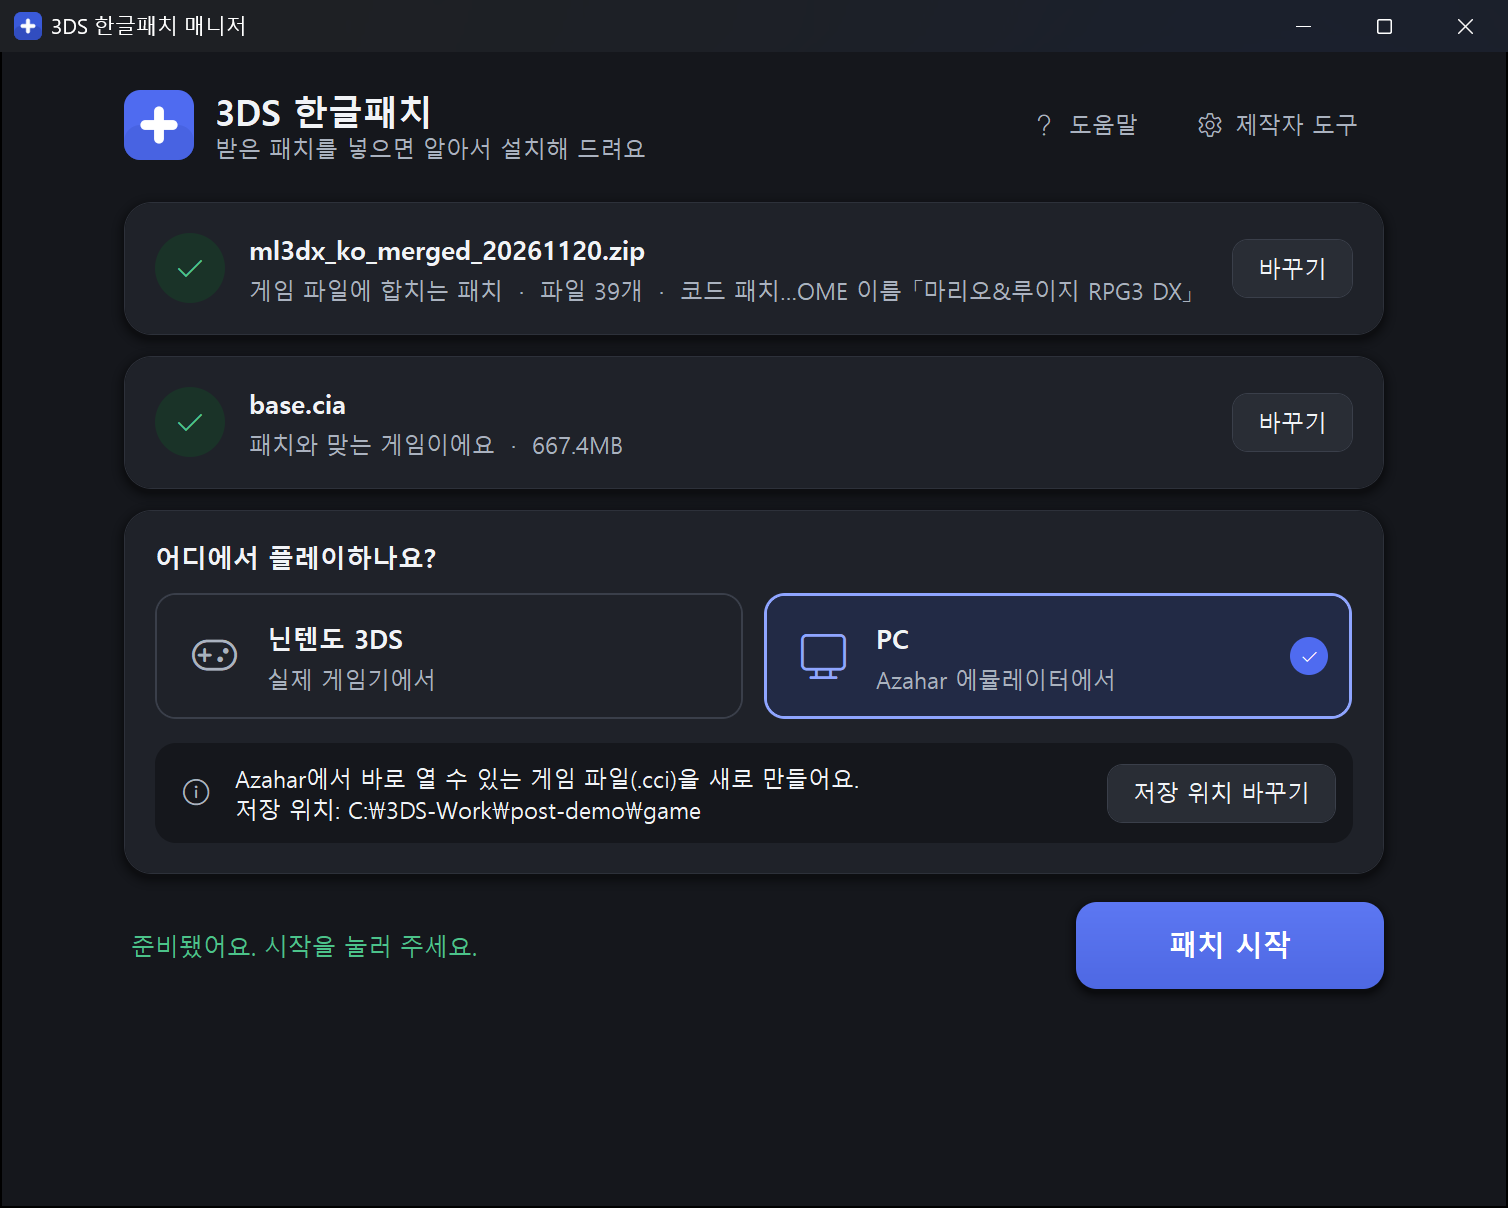 3DS 한글패치 매니저
3DS 한글패치
받은 패치를 넣으면 알아서 설치해 드려요
? 도움말
제작자 도구
ml3dx_ko_merged_20261120.zip
게임 파일에 합치는 패치 · 파일 39개 · 코드 패치…OME 이름「마리오&루이지 RPG3 DX」
바꾸기
base.cia
패치와 맞는 게임이에요 · 667.4MB
바꾸기
어디에서 플레이하나요?
닌텐도 3DS
실제 게임기에서
PC
Azahar 에뮬레이터에서
Azahar에서 바로 열 수 있는 게임 파일(.cci)을 새로 만들어요.
저장 위치: C:₩3DS-Work₩post-demo₩game
저장 위치 바꾸기
준비됐어요. 시작을 눌러 주세요.
패치 시작